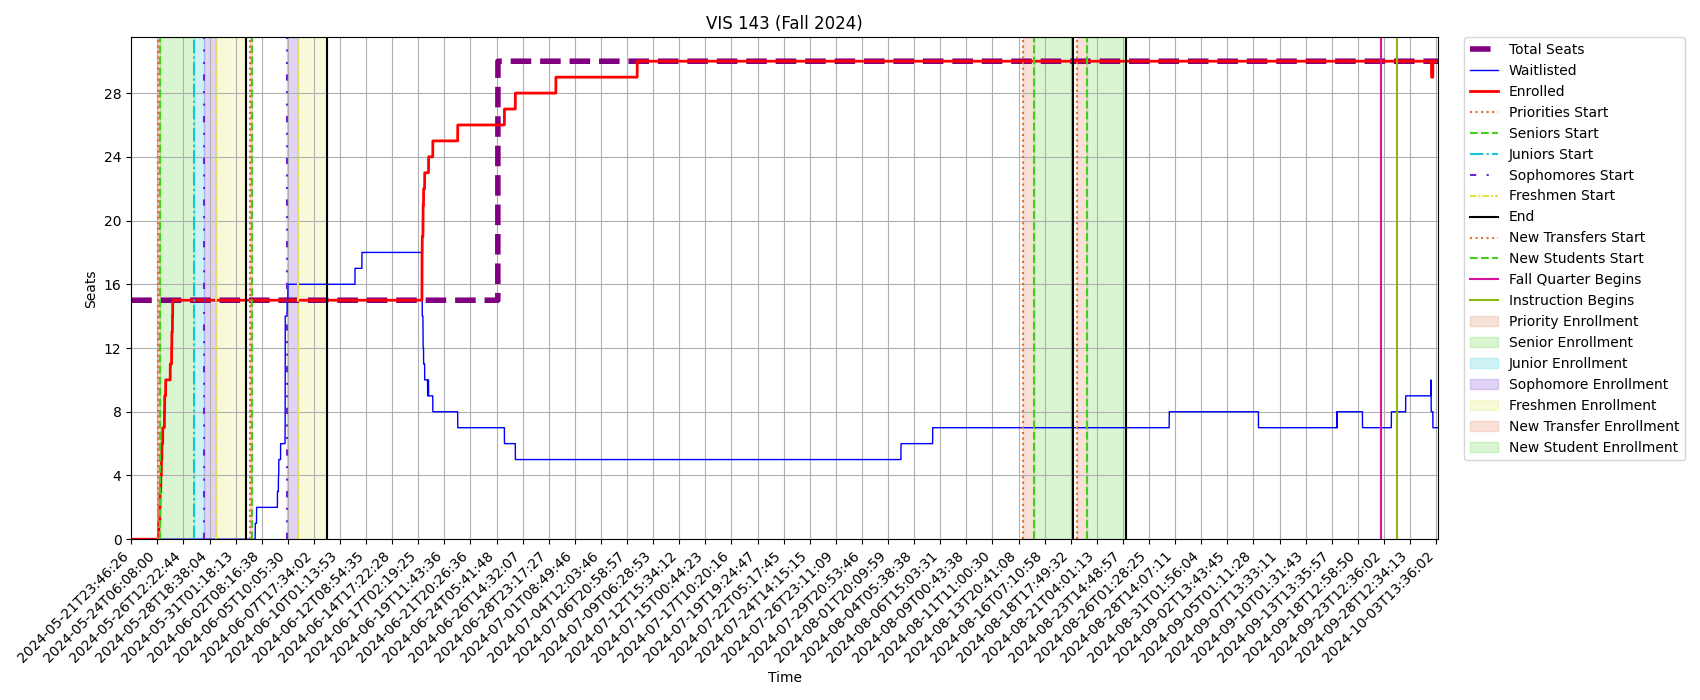 VIS 143 (Fall 2024)
Seats
28
24
20
16
12
8
4
0
2024-05-21T23:46:26
2024-05-24T06:08:00
2024-05-26T12:22:44
2024-05-28T18:38:04
2024-05-31T01:18:13
2024-06-02T08:16:38
2024-06-05T10:05:30
2024-06-07T17:34:02
2024-06-10T01:13:53
2024-06-12T08:54:35
2024-06-14T17:22:28
2024-06-17T02:19:25
2024-06-19T11:43:36
2024-06-21T20:26:36
2024-06-24T05:41:48
2024-06-26T14:32:07
2024-06-28T23:17:27
2024-07-01T08:49:46
2024-07-04T12:03:46
2024-07-06T20:58:57
2024-07-09T06:28:53
2024-07-12T15:34:12
2024-07-15T00:44:23
2024-07-17T10:20:16
2024-07-19T19:24:47
2024-07-22T05:17:45
2024-07-24T14:15:15
2024-07-26T23:11:09
2024-07-29T20:53:46
2024-08-01T20:09:59
2024-08-04T05:38:38
2024-08-06T15:03:31
2024-08-09T00:43:38
2024-08-11T11:00:30
2024-08-13T20:41:08
2024-08-16T07:10:58
2024-08-18T17:49:32
2024-08-21T04:01:13
2024-08-23T14:48:57
2024-08-26T01:28:25
2024-08-28T14:07:11
2024-08-31T01:56:04
2024-09-02T13:43:45
2024-09-05T01:11:28
2024-09-07T13:33:11
2024-09-10T01:31:43
2024-09-13T13:35:57
2024-09-18T12:58:50
2024-09-23T12:36:02
2024-09-28T12:34:13
2024-10-03T13:36:02
Time
Total Seats
Waitlisted
Enrolled
Priorities Start
Seniors Start
Juniors Start
Sophomores Start
Freshmen Start
End
New Transfers Start
New Students Start
Fall Quarter Begins
Instruction Begins
Priority Enrollment
Senior Enrollment
Junior Enrollment
Sophomore Enrollment
Freshmen Enrollment
New Transfer Enrollment
New Student Enrollment